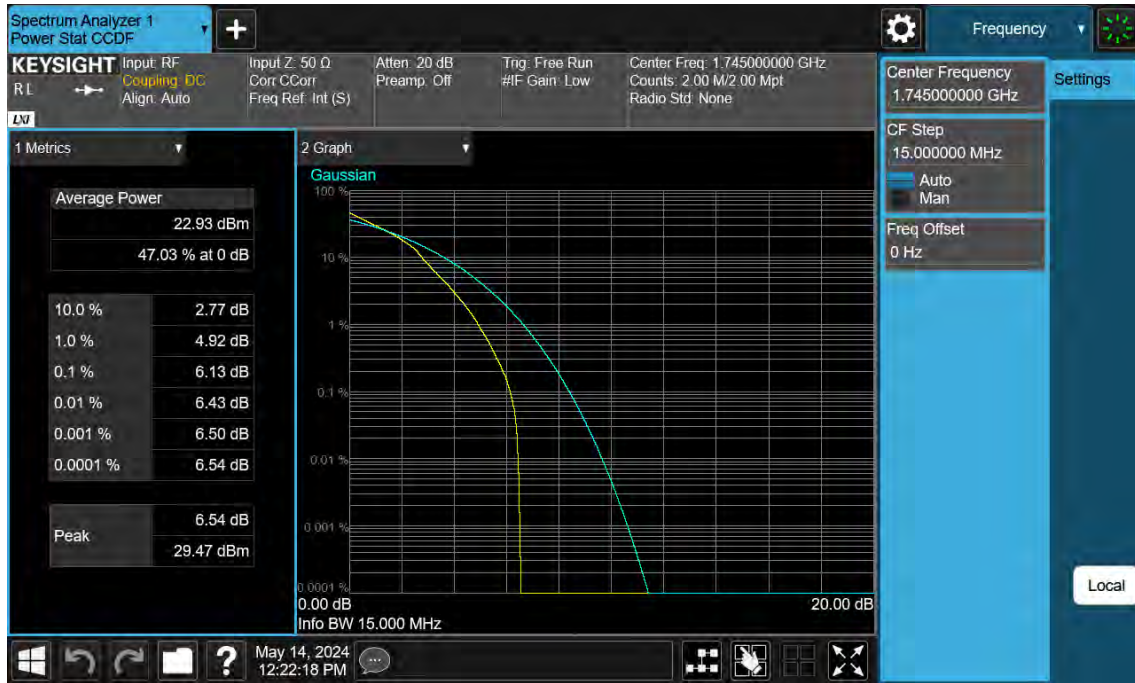 Spectrum Analyzer 1
Power Stat CCDF
+
Frequency
KEYSIGHT
R L
LXI
Input: RF
Coupling: DC
Align: Auto
Input Z: 50 Ω
Corr CCorr
Freq Ref: Int (S)
Atten: 20 dB
Preamp: Off
Trig: Free Run
#IF Gain: Low
Center Freq: 1.745000000 GHz
Counts: 2.00 M/2.00 Mpt
Radio Std: None
Center Frequency
1.745000000 GHz
Settings
CF Step
15.000000 MHz
Auto
Man
Freq Offset
0 Hz
1 Metrics
Average Power
22.93 dBm
47.03 % at 0 dB
10.0 % 2.77 dB
1.0 % 4.92 dB
0.1 % 6.13 dB
0.01 % 6.43 dB
0.001 % 6.50 dB
0.0001 % 6.54 dB
Peak
6.54 dB
29.47 dBm
2 Graph
Gaussian
100 %
10 %
1 %
0.1 %
0.01 %
0.001 %
0.0001 %
0.00 dB 20.00 dB
Info BW 15.000 MHz
Local
?
May 14, 2024
12:22:18 PM